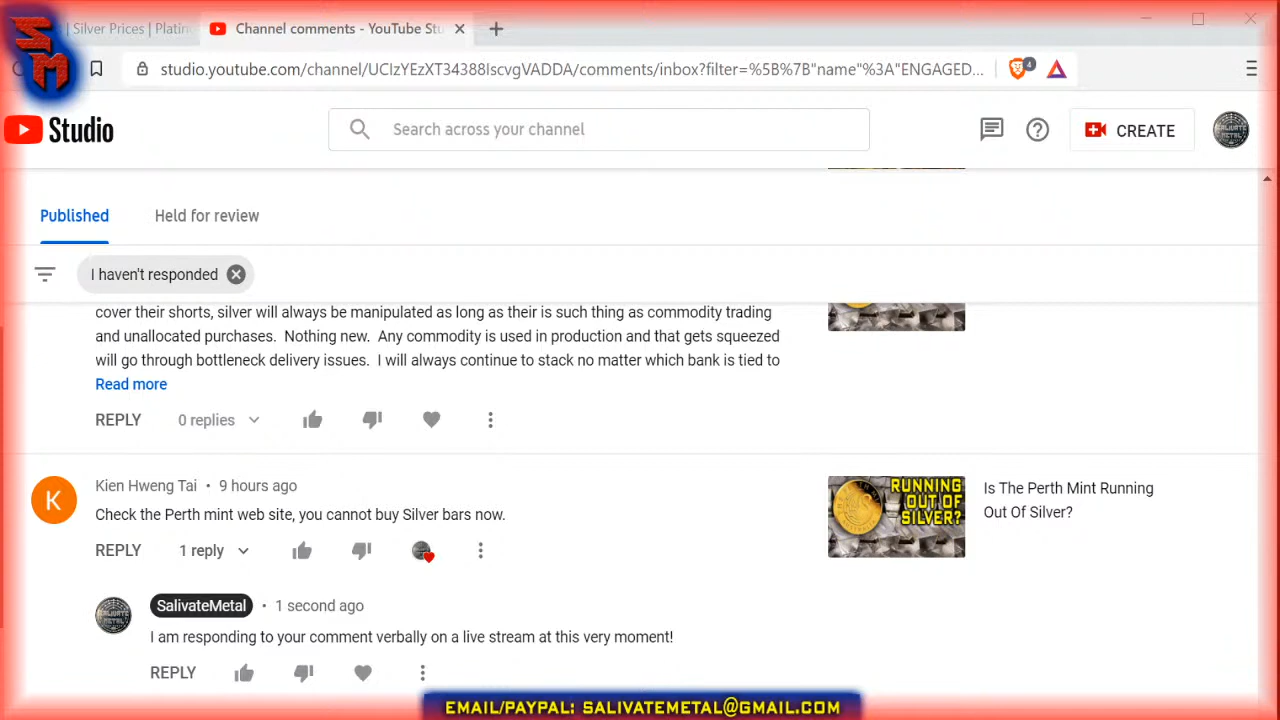 SM
| Silver Prices | Platin
Channel comments - YouTube Stu
studio.youtube.com/channel/UCIzYEzXT34388IscvgVADDA/comments/inbox?filter=%5B%7B"name"%3A"ENGAGED...
4
Studio
Search across your channel
CREATE
Published
Held for review
I haven't responded
cover their shorts, silver will always be manipulated as long as their is such thing as commodity trading
and unallocated purchases. Nothing new. Any commodity is used in production and that gets squeezed
will go through bottleneck delivery issues. I will always continue to stack no matter which bank is tied to
Read more
REPLY 0 replies
K
Kien Hweng Tai • 9 hours ago
Check the Perth mint web site, you cannot buy Silver bars now.
REPLY 1 reply
RUNNING
OUT OF
SILVER?
Is The Perth Mint Running
Out Of Silver?
SalivateMetal • 1 second ago
I am responding to your comment verbally on a live stream at this very moment!
REPLY
EMAIL/PAYPAL: SALIVATEMETAL@GMAIL.COM